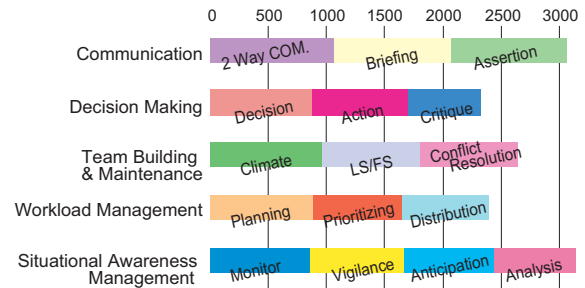 0 500 1000 1500 2000 2500 3000
Communication 2 Way COM. Briefing Assertion
Decision Making Decision Action Critique
Team Building
& Maintenance Climate LS/FS Conflict
Resolution
Workload Management Planning Prioritizing Distribution
Situational Awareness
Management Monitor Vigilance Anticipation Analysis